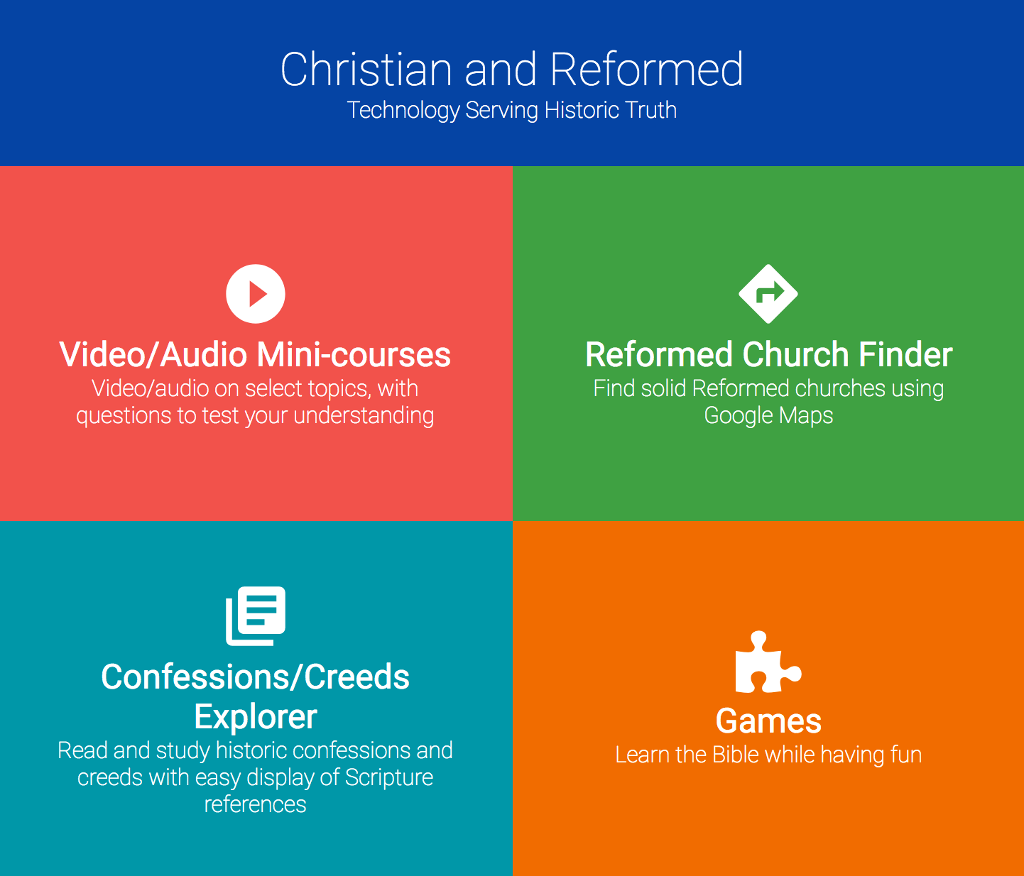 Christian and Reformed
Technology Serving Historic Truth
Video/Audio Mini-courses
Video/audio on select topics, with
questions to test your understanding
Reformed Church Finder
Find solid Reformed churches using
Google Maps
Confessions/Creeds
Explorer
Read and study historic confessions and
creeds with easy display of Scripture
references
Games
Learn the Bible while having fun